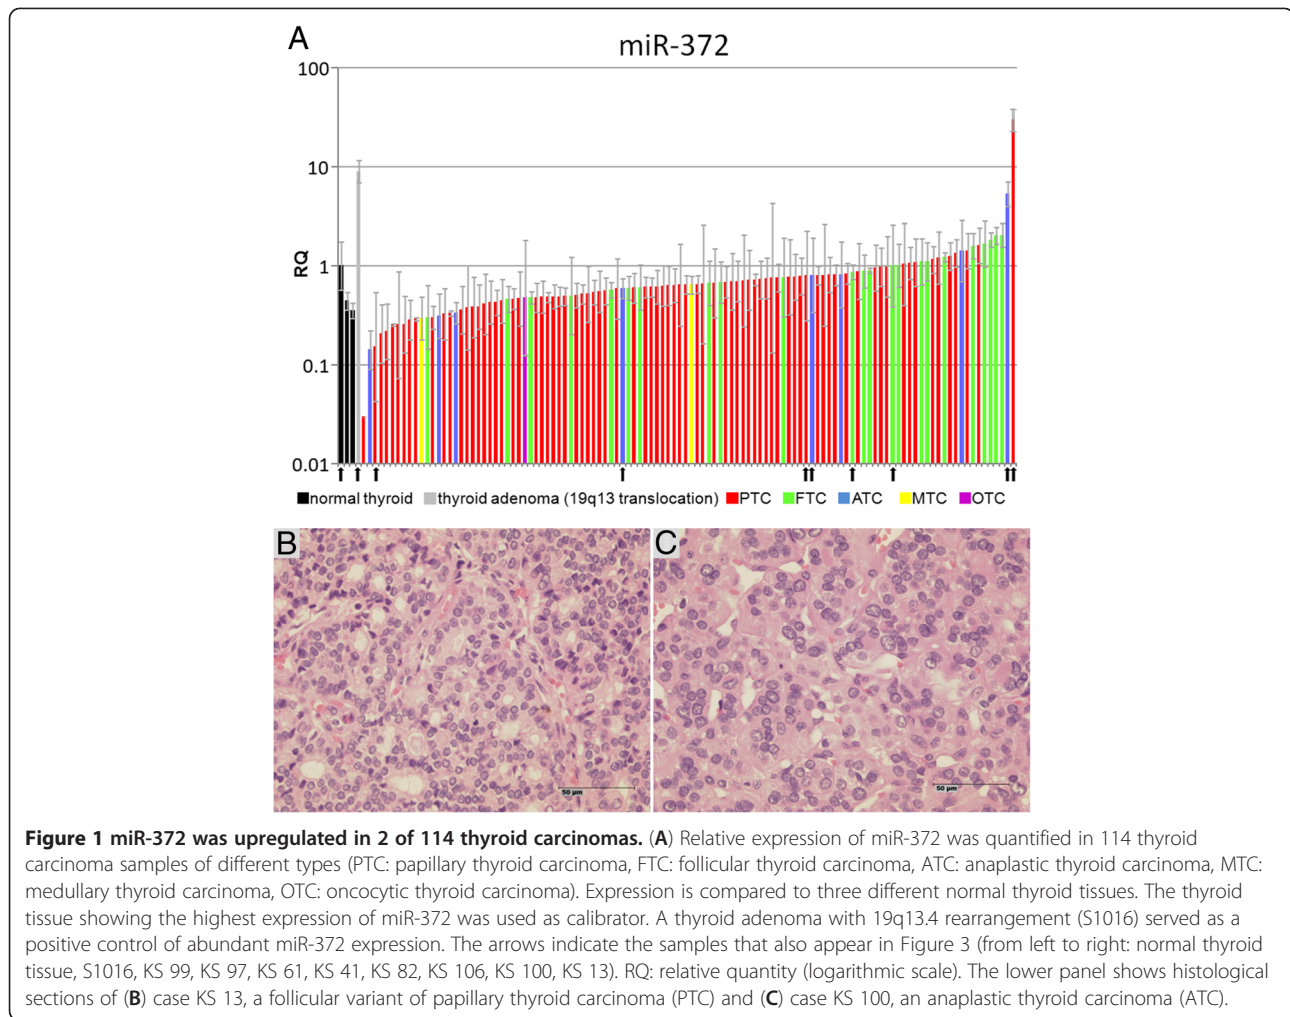 A
miR-372
100
10
1
0.1
0.01
RQ
normal thyroid thyroid adenoma (19q13 translocation) PTC FTC ATC MTC OTC
B
C
50 µm
50 µm
Figure 1 miR-372 was upregulated in 2 of 114 thyroid carcinomas. (A) Relative expression of miR-372 was quantified in 114 thyroid
carcinoma samples of different types (PTC: papillary thyroid carcinoma, FTC: follicular thyroid carcinoma, ATC: anaplastic thyroid carcinoma, MTC:
medullary thyroid carcinoma, OTC: oncocytic thyroid carcinoma). Expression is compared to three different normal thyroid tissues. The thyroid
tissue showing the highest expression of miR-372 was used as calibrator. A thyroid adenoma with 19q13.4 rearrangement (S1016) served as a
positive control of abundant miR-372 expression. The arrows indicate the samples that also appear in Figure 3 (from left to right: normal thyroid
tissue, S1016, KS 99, KS 97, KS 61, KS 41, KS 82, KS 106, KS 100, KS 13). RQ: relative quantity (logarithmic scale). The lower panel shows histological
sections of (B) case KS 13, a follicular variant of papillary thyroid carcinoma (PTC) and (C) case KS 100, an anaplastic thyroid carcinoma (ATC).